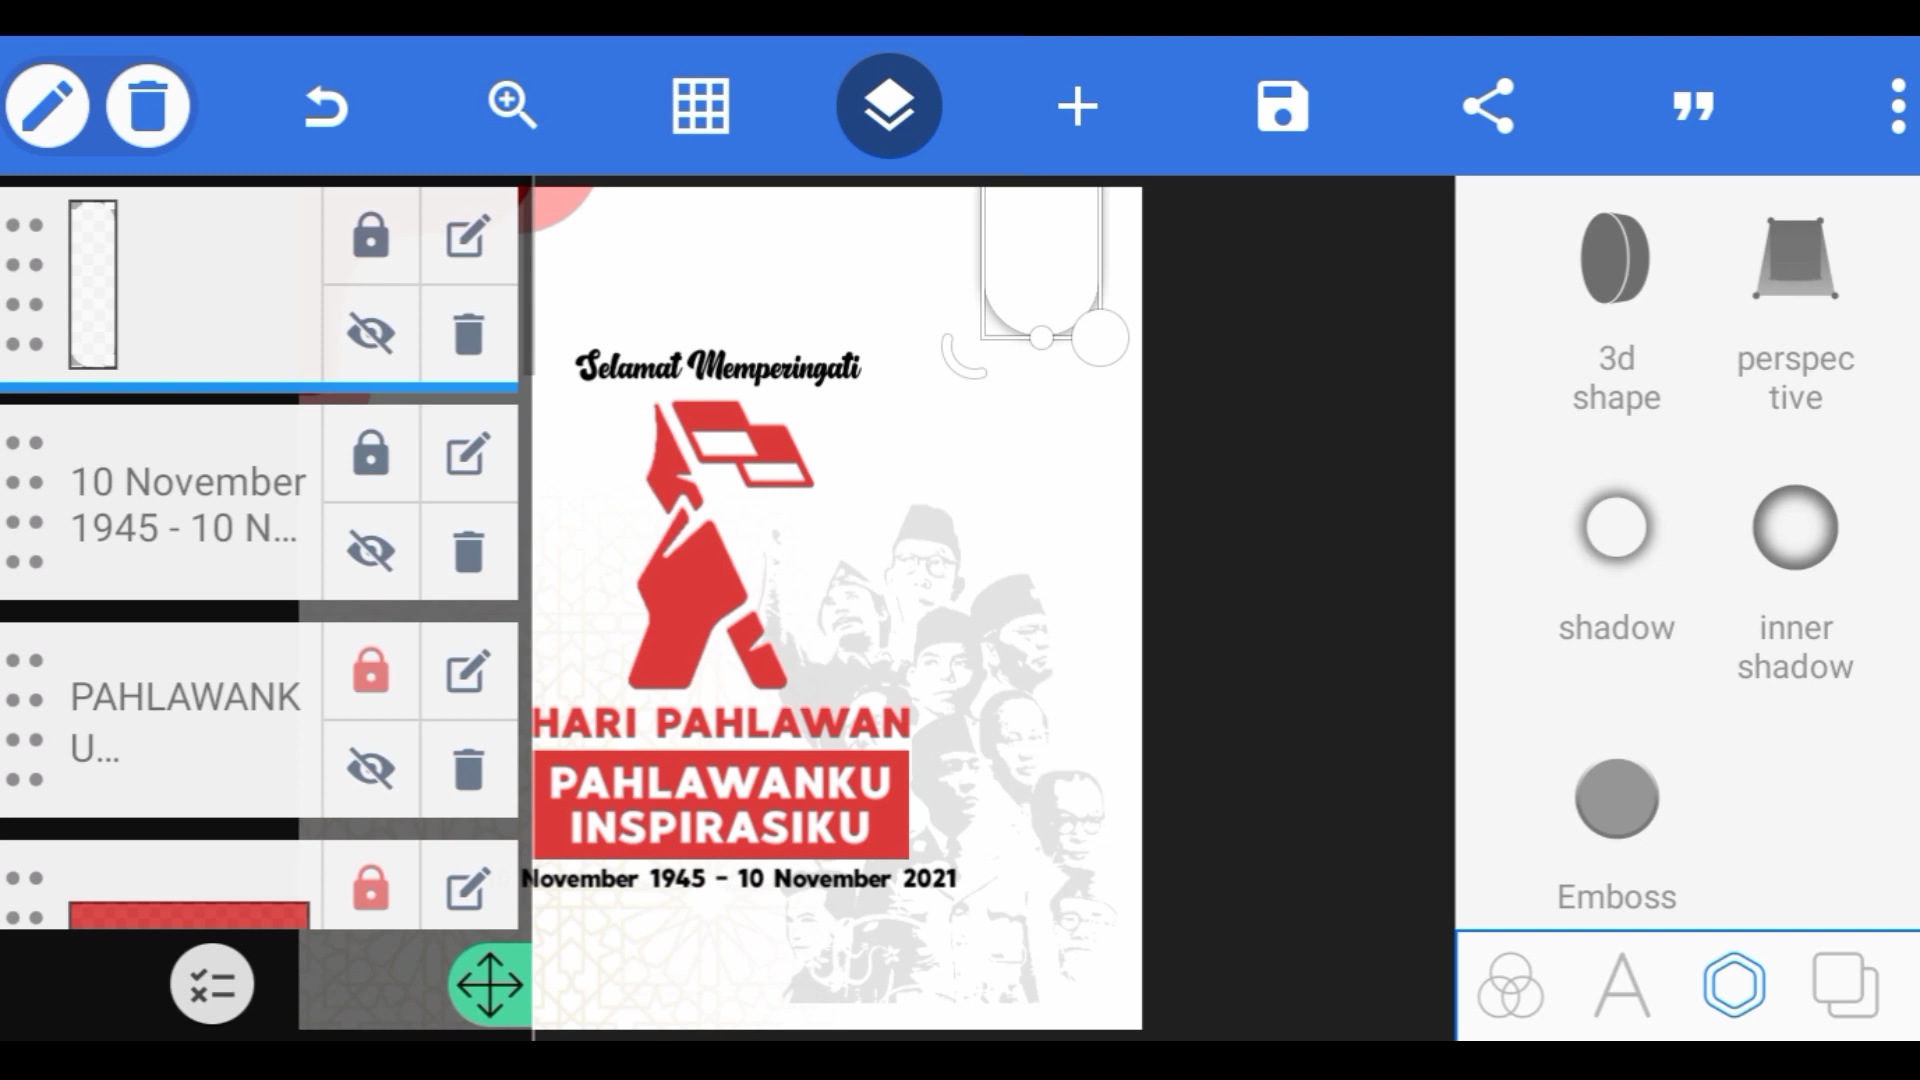 10 November
1945 - 10 N...
PAHLAWANK
U...
Selamat Memperingati
HARI PAHLAWAN
PAHLAWANKU
INSPIRASIKU
November 1945 - 10 November 2021
3d
shape
perspec
tive
shadow
inner
shadow
Emboss